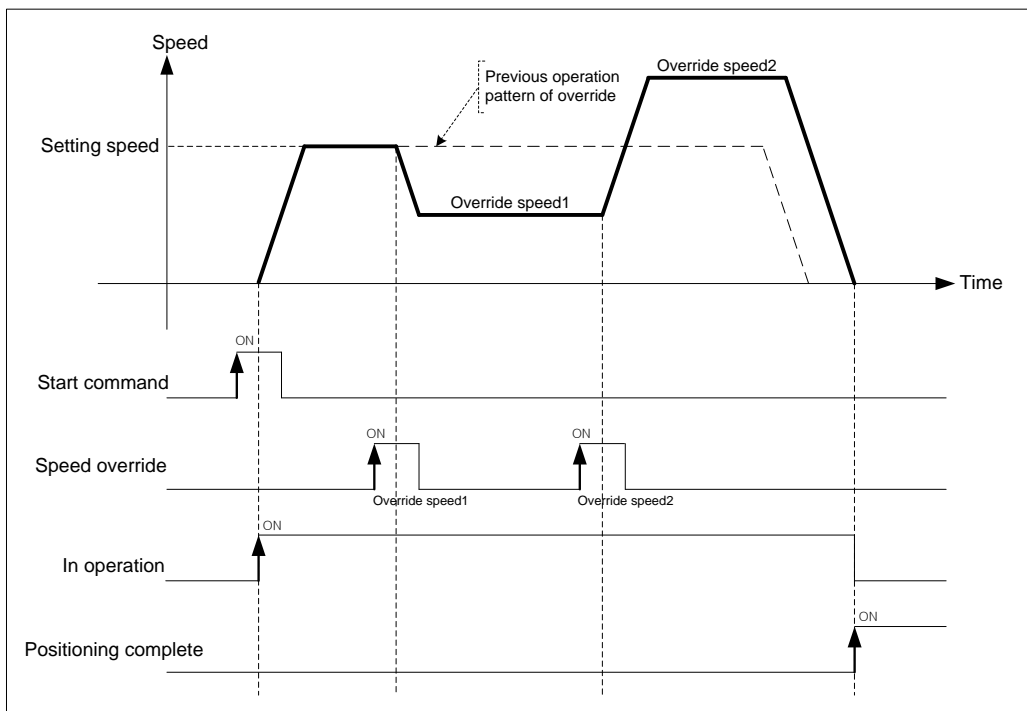 Speed
Override speed2
Previous operation
pattern of override
Setting speed
Override speed1
Time
ON
Start command
ON
ON
Speed override
Override speed1
Override speed2
ON
In operation
ON
Positioning complete